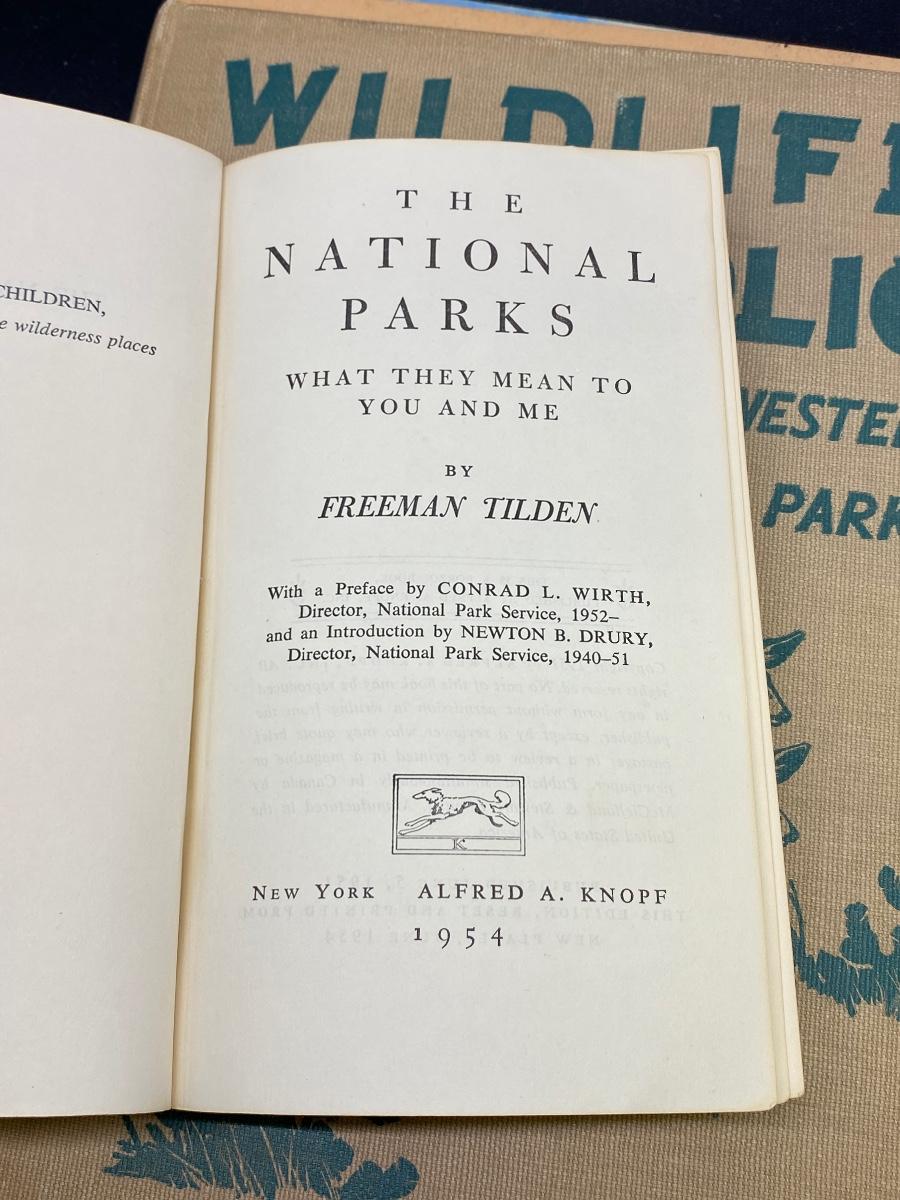 WILDLIFE
VESTE
PARK
CHILDREN,
e wilderness places
THE
NATIONAL
PARKS
WHAT THEY MEAN TO
YOU AND ME
BY
FREEMAN TILDEN
With a Preface by CONRAD L. WIRTH,
Director, National Park Service, 1952–
and an Introduction by NEWTON B. DRURY,
Director, National Park Service, 1940–51
K
NEW YORK ALFRED A. KNOPF
1954